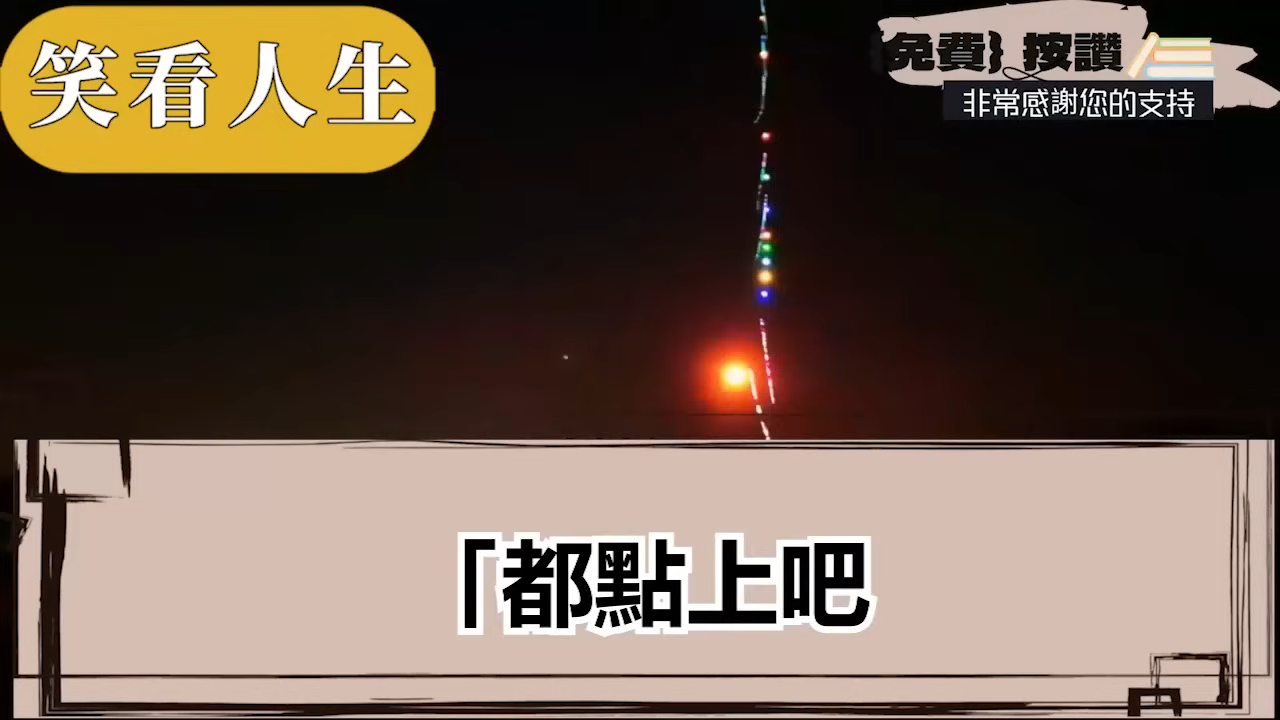 笑看人生
免費} 按讚
非常感謝您的支持
「都點上吧